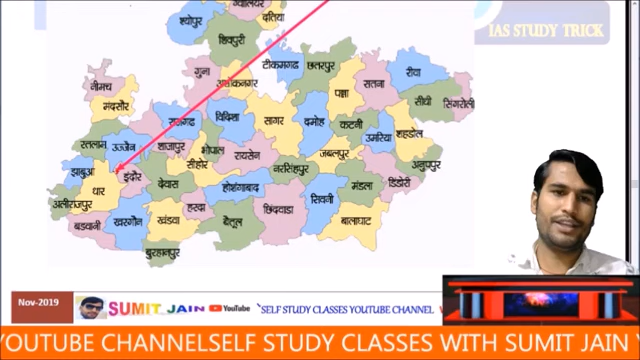 ग्वालियर
दतिया
श्योपुर
IAS STUDY TRICK
शिवपुरी
टीकमगढ छतरपुर
गुना
रीवा
अशोकनगर
पन्ना
सतना
नीमच
सीधी
सिंगरोली
मंदसौर
राजगढ
विदिशा
सागर
दमोह
कटनी
उमरिया
शहडोल
रतलाम
उज्जैन
शाजापुर
भोपाल
रायसेन
जबलपुर
सीहोर
नरसिंहपुर
अनुपपुर
झाबुआ
इंदौर
देवास
होशंगाबाद
मंडला
डिंडोरी
धार
सिवनी
अलीराजपुर
हरदा
छिंदवाडा
बडवानी
खरगौन
खंडवा
बैतूल
बालाघाट
बुरहानपुर
Nov-2019
SUMIT JAIN
YouTube
"SELF STUDY CLASSES YOUTUBE CHANNEL
YOUTUBE CHANNELSELF STUDY CLASSES WITH SUMIT JAIN